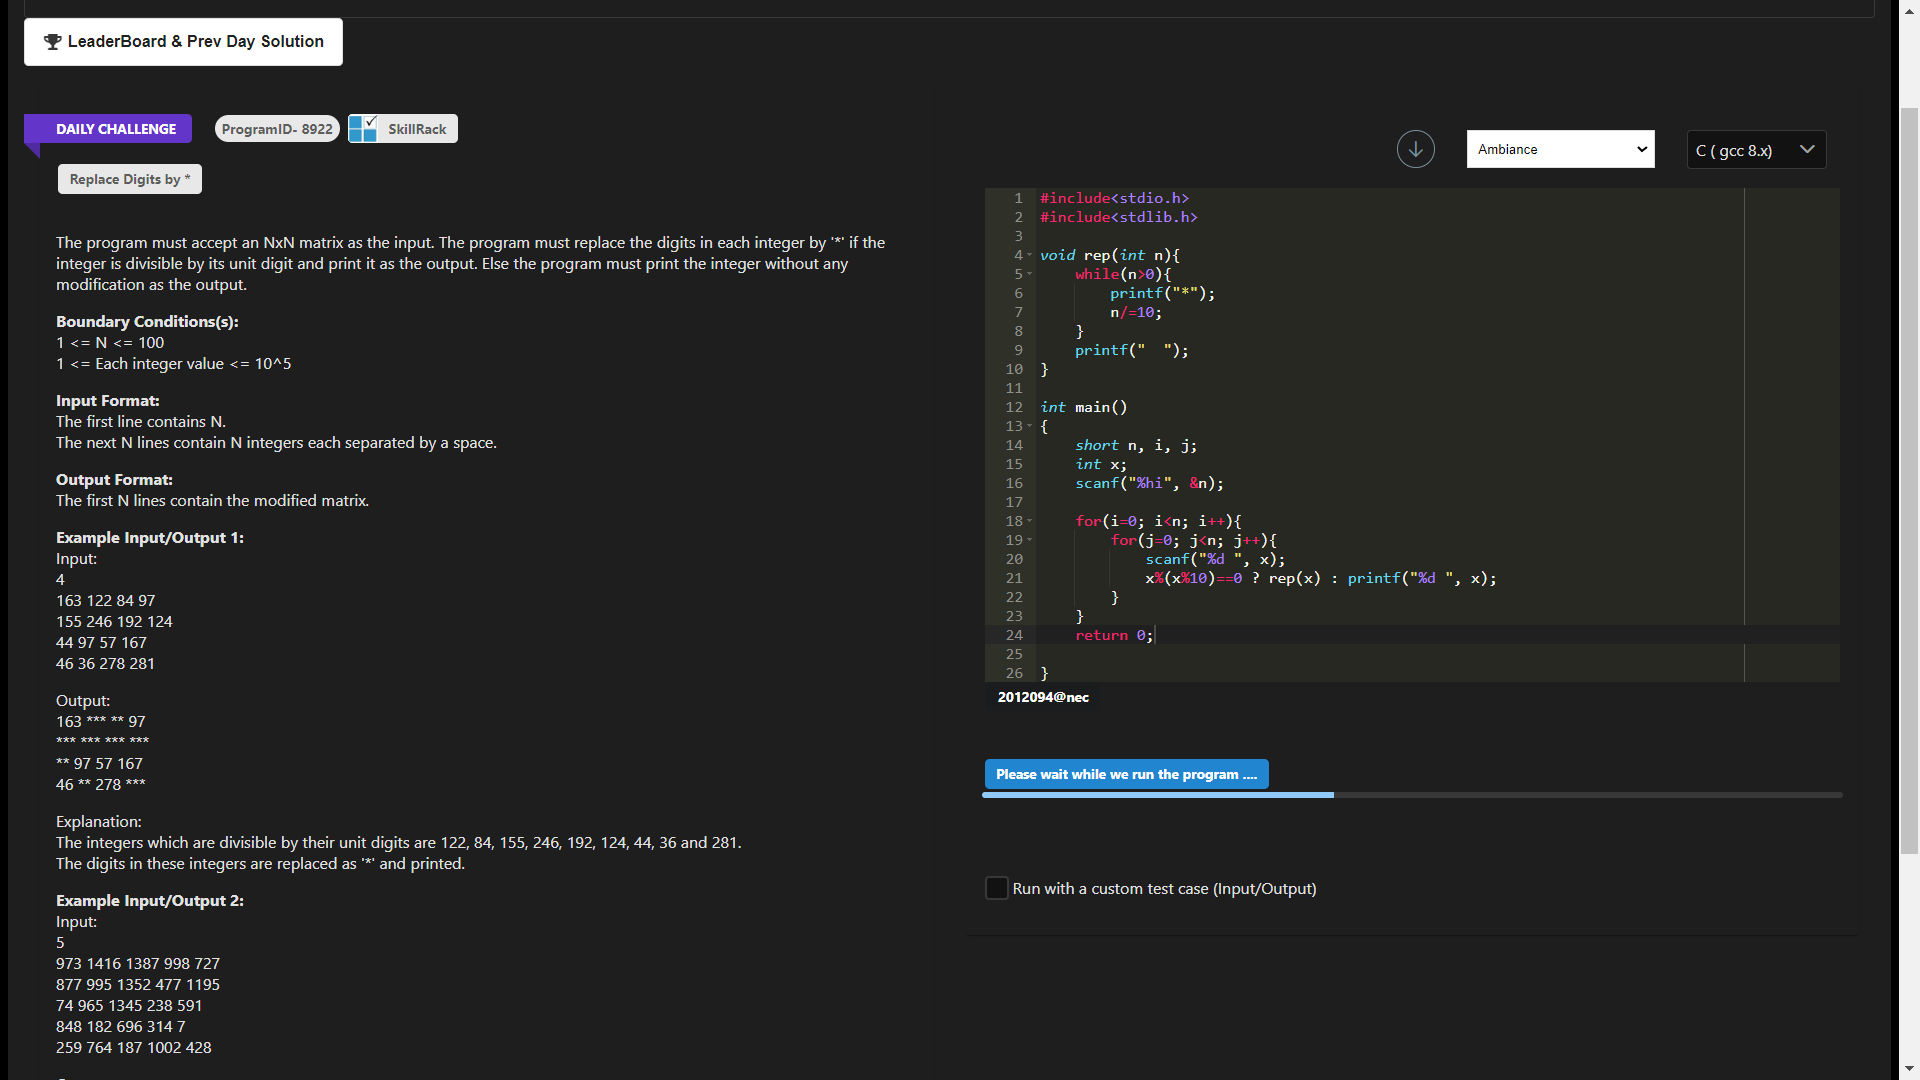 LeaderBoard & Prev Day Solution
DAILY CHALLENGE
ProgramID- 8922
SkillRack
Replace Digits by *
The program must accept an NxN matrix as the input. The program must replace the digits in each integer by '*' if the
integer is divisible by its unit digit and print it as the output. Else the program must print the integer without any
modification as the output.
Boundary Conditions(s):
1 <= N <= 100
1 <= Each integer value <= 10^5
Input Format:
The first line contains N.
The next N lines contain N integers each separated by a space.
Output Format:
The first N lines contain the modified matrix.
Example Input/Output 1:
Input:
4
163 122 84 97
155 246 192 124
44 97 57 167
46 36 278 281
Output:
163 *** ** 97
*** *** *** ***
** 97 57 167
46 ** 278 ***
Explanation:
The integers which are divisible by their unit digits are 122, 84, 155, 246, 192, 124, 44, 36 and 281.
The digits in these integers are replaced as '*' and printed.
Example Input/Output 2:
Input:
5
973 1416 1387 998 727
877 995 1352 477 1195
74 965 1345 238 591
848 182 696 314 7
259 764 187 1002 428
Ambiance
C ( gcc 8.x)
1 #include<stdio.h>
2 #include<stdlib.h>
3
4 void rep(int n){
5     while(n>0){
6         printf("*");
7         n/=10;
8     }
9     printf("  ");
10 }
11
12 int main()
13 {
14     short n, i, j;
15     int x;
16     scanf("%hi", &n);
17
18     for(i=0; i<n; i++){
19         for(j=0; j<n; j++){
20             scanf("%d ", x);
21             x%(x%10)==0 ? rep(x) : printf("%d ", x);
22         }
23     }
24     return 0;
25
26 }
2012094@nec
Please wait while we run the program ....
Run with a custom test case (Input/Output)